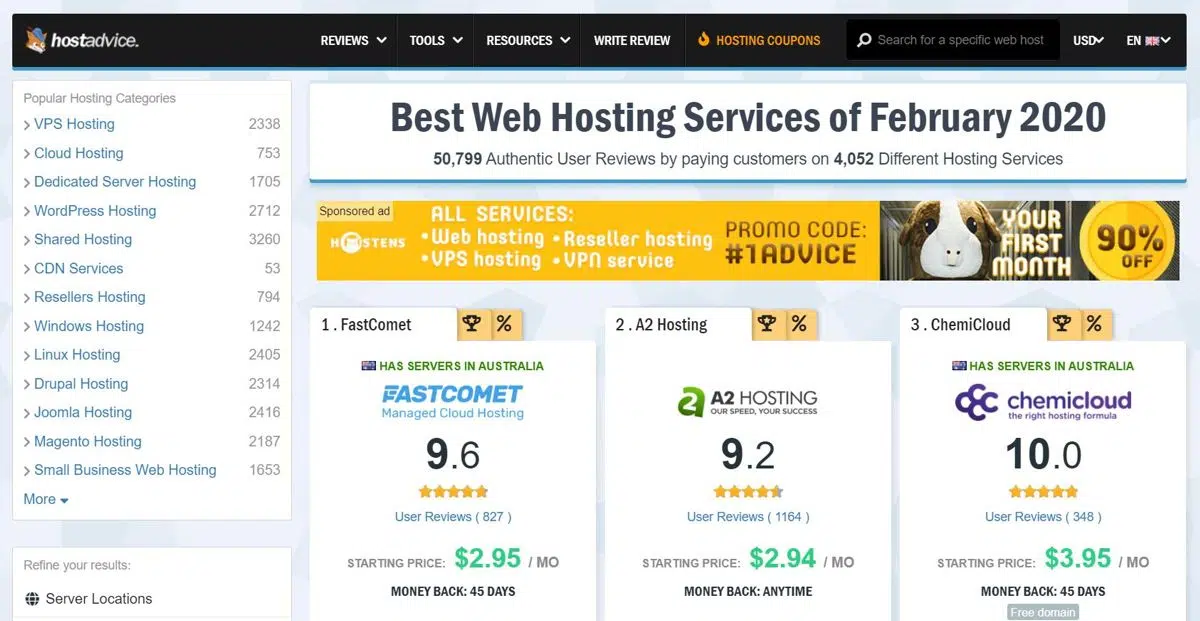 hostadvice.
REVIEWS
TOOLS
RESOURCES
WRITE REVIEW
HOSTING COUPONS
Search for a specific web host
USD
EN
Popular Hosting Categories
VPS Hosting 2338
Cloud Hosting 753
Dedicated Server Hosting 1705
WordPress Hosting 2712
Shared Hosting 3260
CDN Services 53
Resellers Hosting 794
Windows Hosting 1242
Linux Hosting 2405
Drupal Hosting 2314
Joomla Hosting 2416
Magento Hosting 2187
Small Business Web Hosting 1653
More
Refine your results:
Server Locations
Best Web Hosting Services of February 2020
50,799 Authentic User Reviews by paying customers on 4,052 Different Hosting Services
Sponsored ad
HOSTENS
ALL SERVICES:
•Web hosting •Reseller hosting
•VPS hosting •VPN service
PROMO CODE:
#1ADVICE
YOUR
FIRST
MONTH
90%
OFF
1 . FastComet %
HAS SERVERS IN AUSTRALIA
FASTCOMET
Managed Cloud Hosting
9.6
User Reviews ( 827 )
STARTING PRICE: $2.95 / MO
MONEY BACK: 45 DAYS
2 . A2 Hosting %
A2 HOSTING
OUR SPEED, YOUR SUCCESS
9.2
User Reviews ( 1164 )
STARTING PRICE: $2.94 / MO
MONEY BACK: ANYTIME
3 . ChemiCloud %
HAS SERVERS IN AUSTRALIA
chemicloud
the right hosting formula
10.0
User Reviews ( 348 )
STARTING PRICE: $3.95 / MO
MONEY BACK: 45 DAYS
Free domain